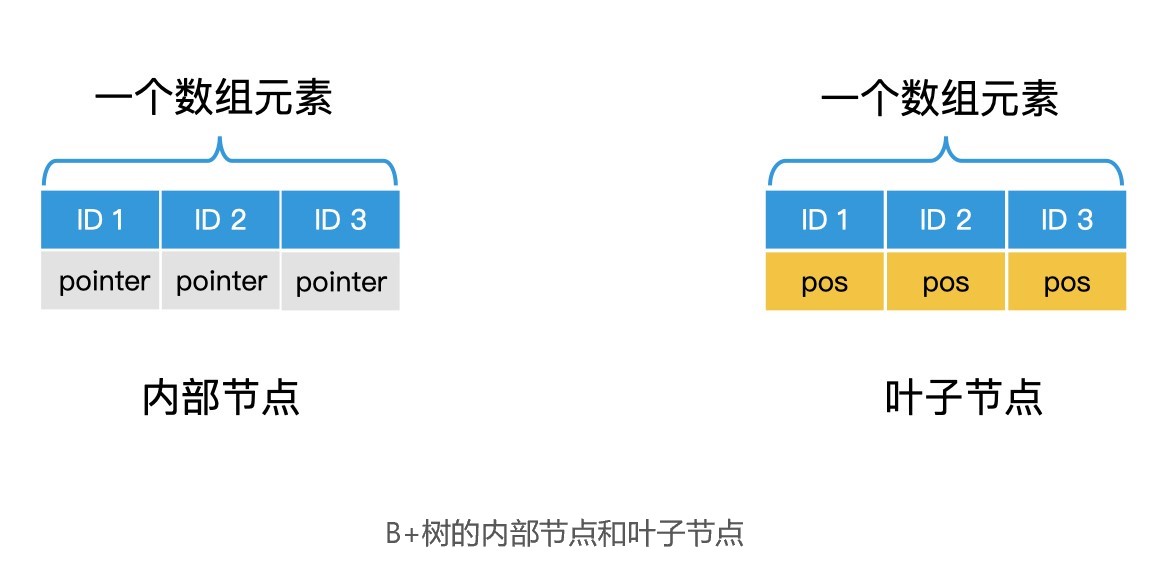 一个数组元素
ID 1 ID 2 ID 3
pointer pointer pointer
内部节点
一个数组元素
ID 1 ID 2 ID 3
pos pos pos
叶子节点
B+树的内部节点和叶子节点